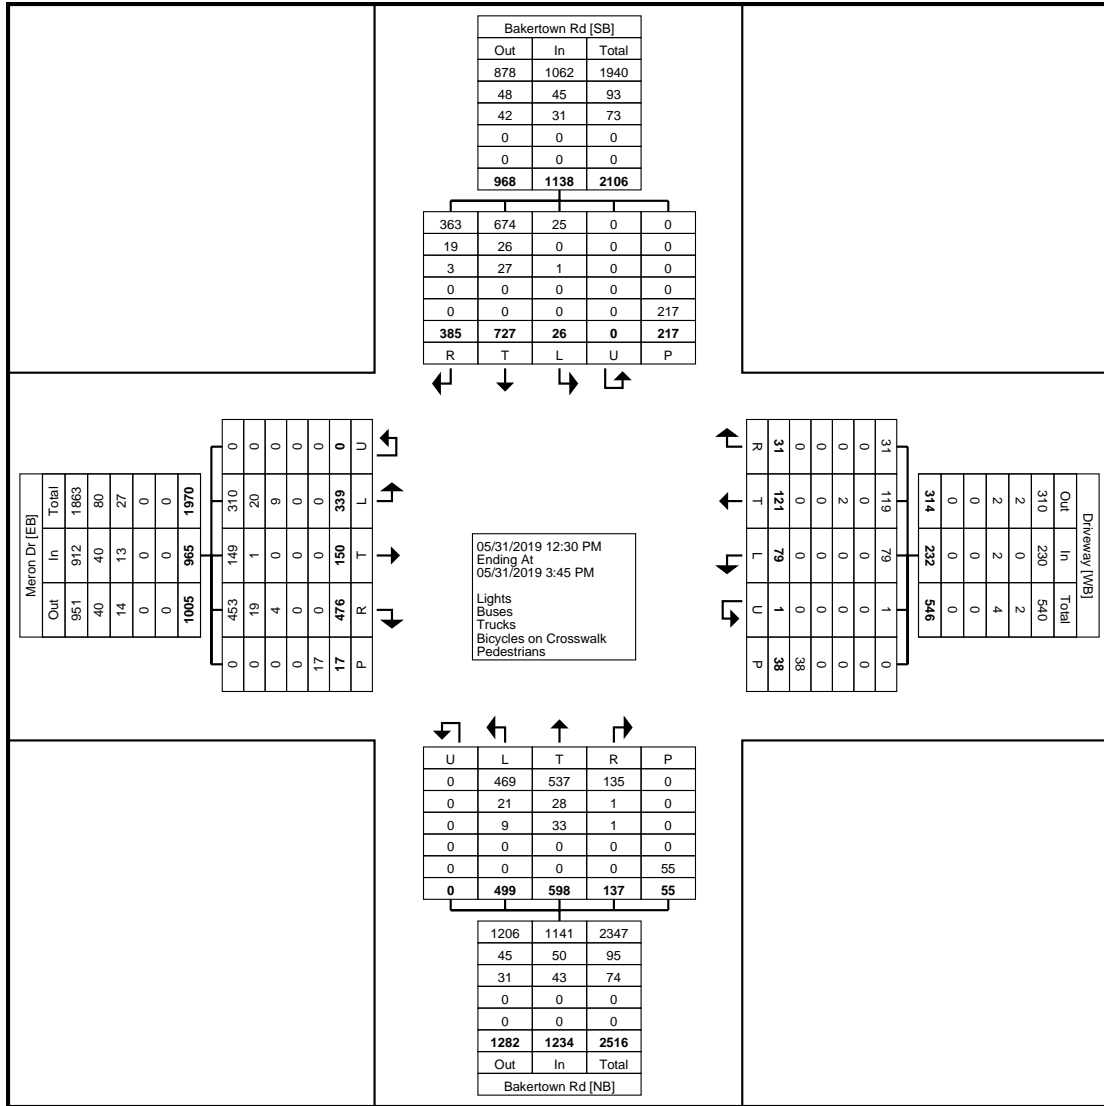 Bakertown Rd [SB]
Out In Total
878 1062 1940
48 45 93
42 31 73
0 0 0
0 0 0
968 1138 2106
363 674 25 0 0
19 26 0 0 0
3 27 1 0 0
0 0 0 0 0
0 0 0 0 217
385 727 26 0 217
R T L U P
Meron Dr [EB]
Out In Total
951 912 1863
40 40 80
14 13 27
0 0 0
0 0 0
1005 965 1970
0 453 149 310 0
0 19 1 20 0
0 4 0 9 0
0 0 0 0 0
17 0 0 0 0
17 476 150 339 0
P R T L U
05/31/2019 12:30 PM
Ending At
05/31/2019 3:45 PM
Lights
Buses
Trucks
Bicycles on Crosswalk
Pedestrians
Driveway [WB]
Out In Total
310 230 540
2 0 2
2 2 4
0 0 0
0 0 0
314 232 546
31 119 79 1 0
0 0 0 0 0
0 2 0 0 0
0 0 0 0 0
0 0 0 0 38
31 121 79 1 38
R T L U P
U L T R P
0 469 537 135 0
0 21 28 1 0
0 9 33 1 0
0 0 0 0 0
0 0 0 0 55
0 499 598 137 55
1206 1141 2347
45 50 95
31 43 74
0 0 0
0 0 0
1282 1234 2516
Out In Total
Bakertown Rd [NB]